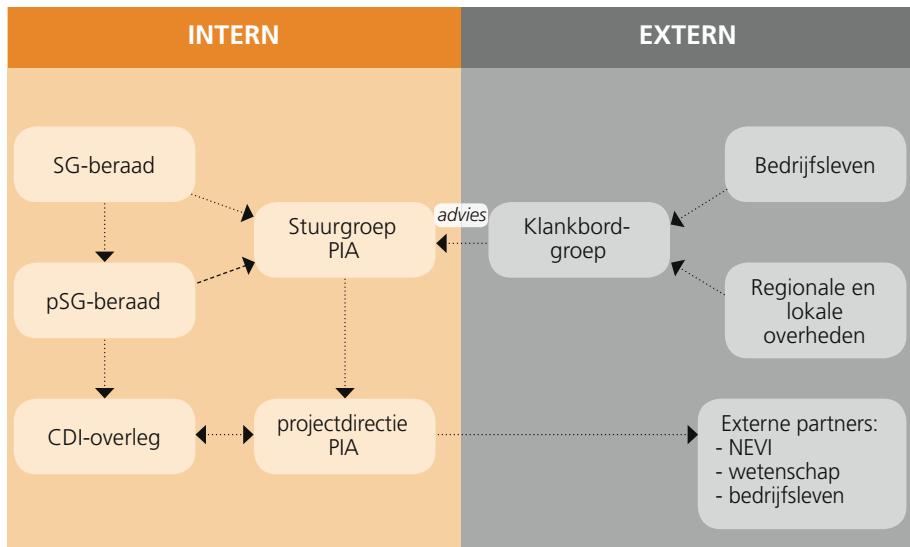 INTERN
EXTERN
SG-beraad
Bedrijfsleven
Stuurgroep
PIA
advies
Klankbord-
groep
pSG-beraad
Regionale en
lokale
overheden
CDI-overleg
projectdirectie
PIA
Externe partners:
- NEVI
- wetenschap
- bedrijfsleven